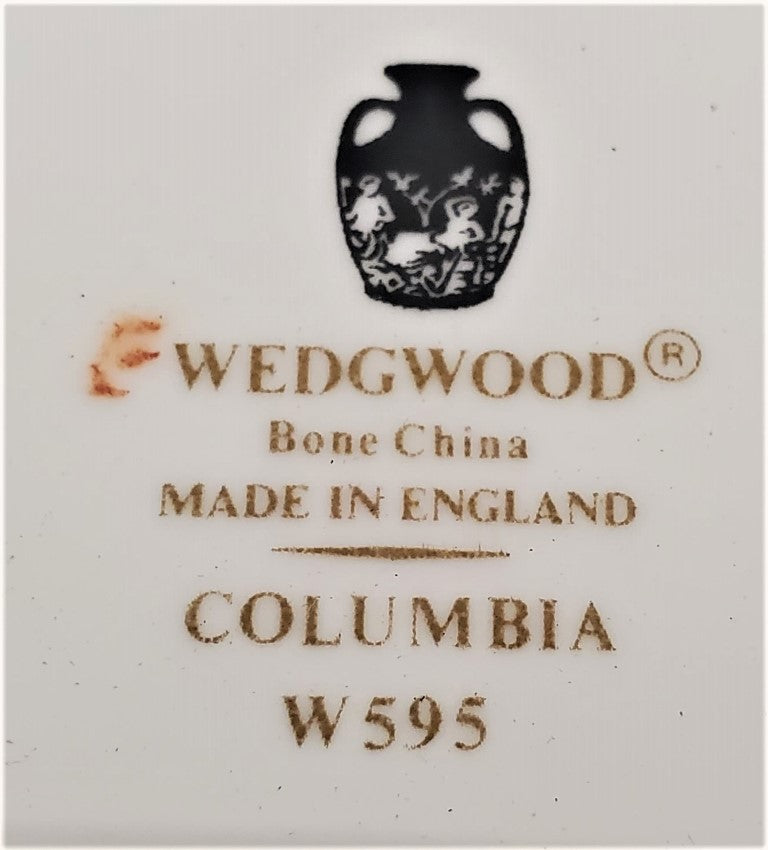 WEDGWOOD®
Bone China
MADE IN ENGLAND
COLUMBIA
W595